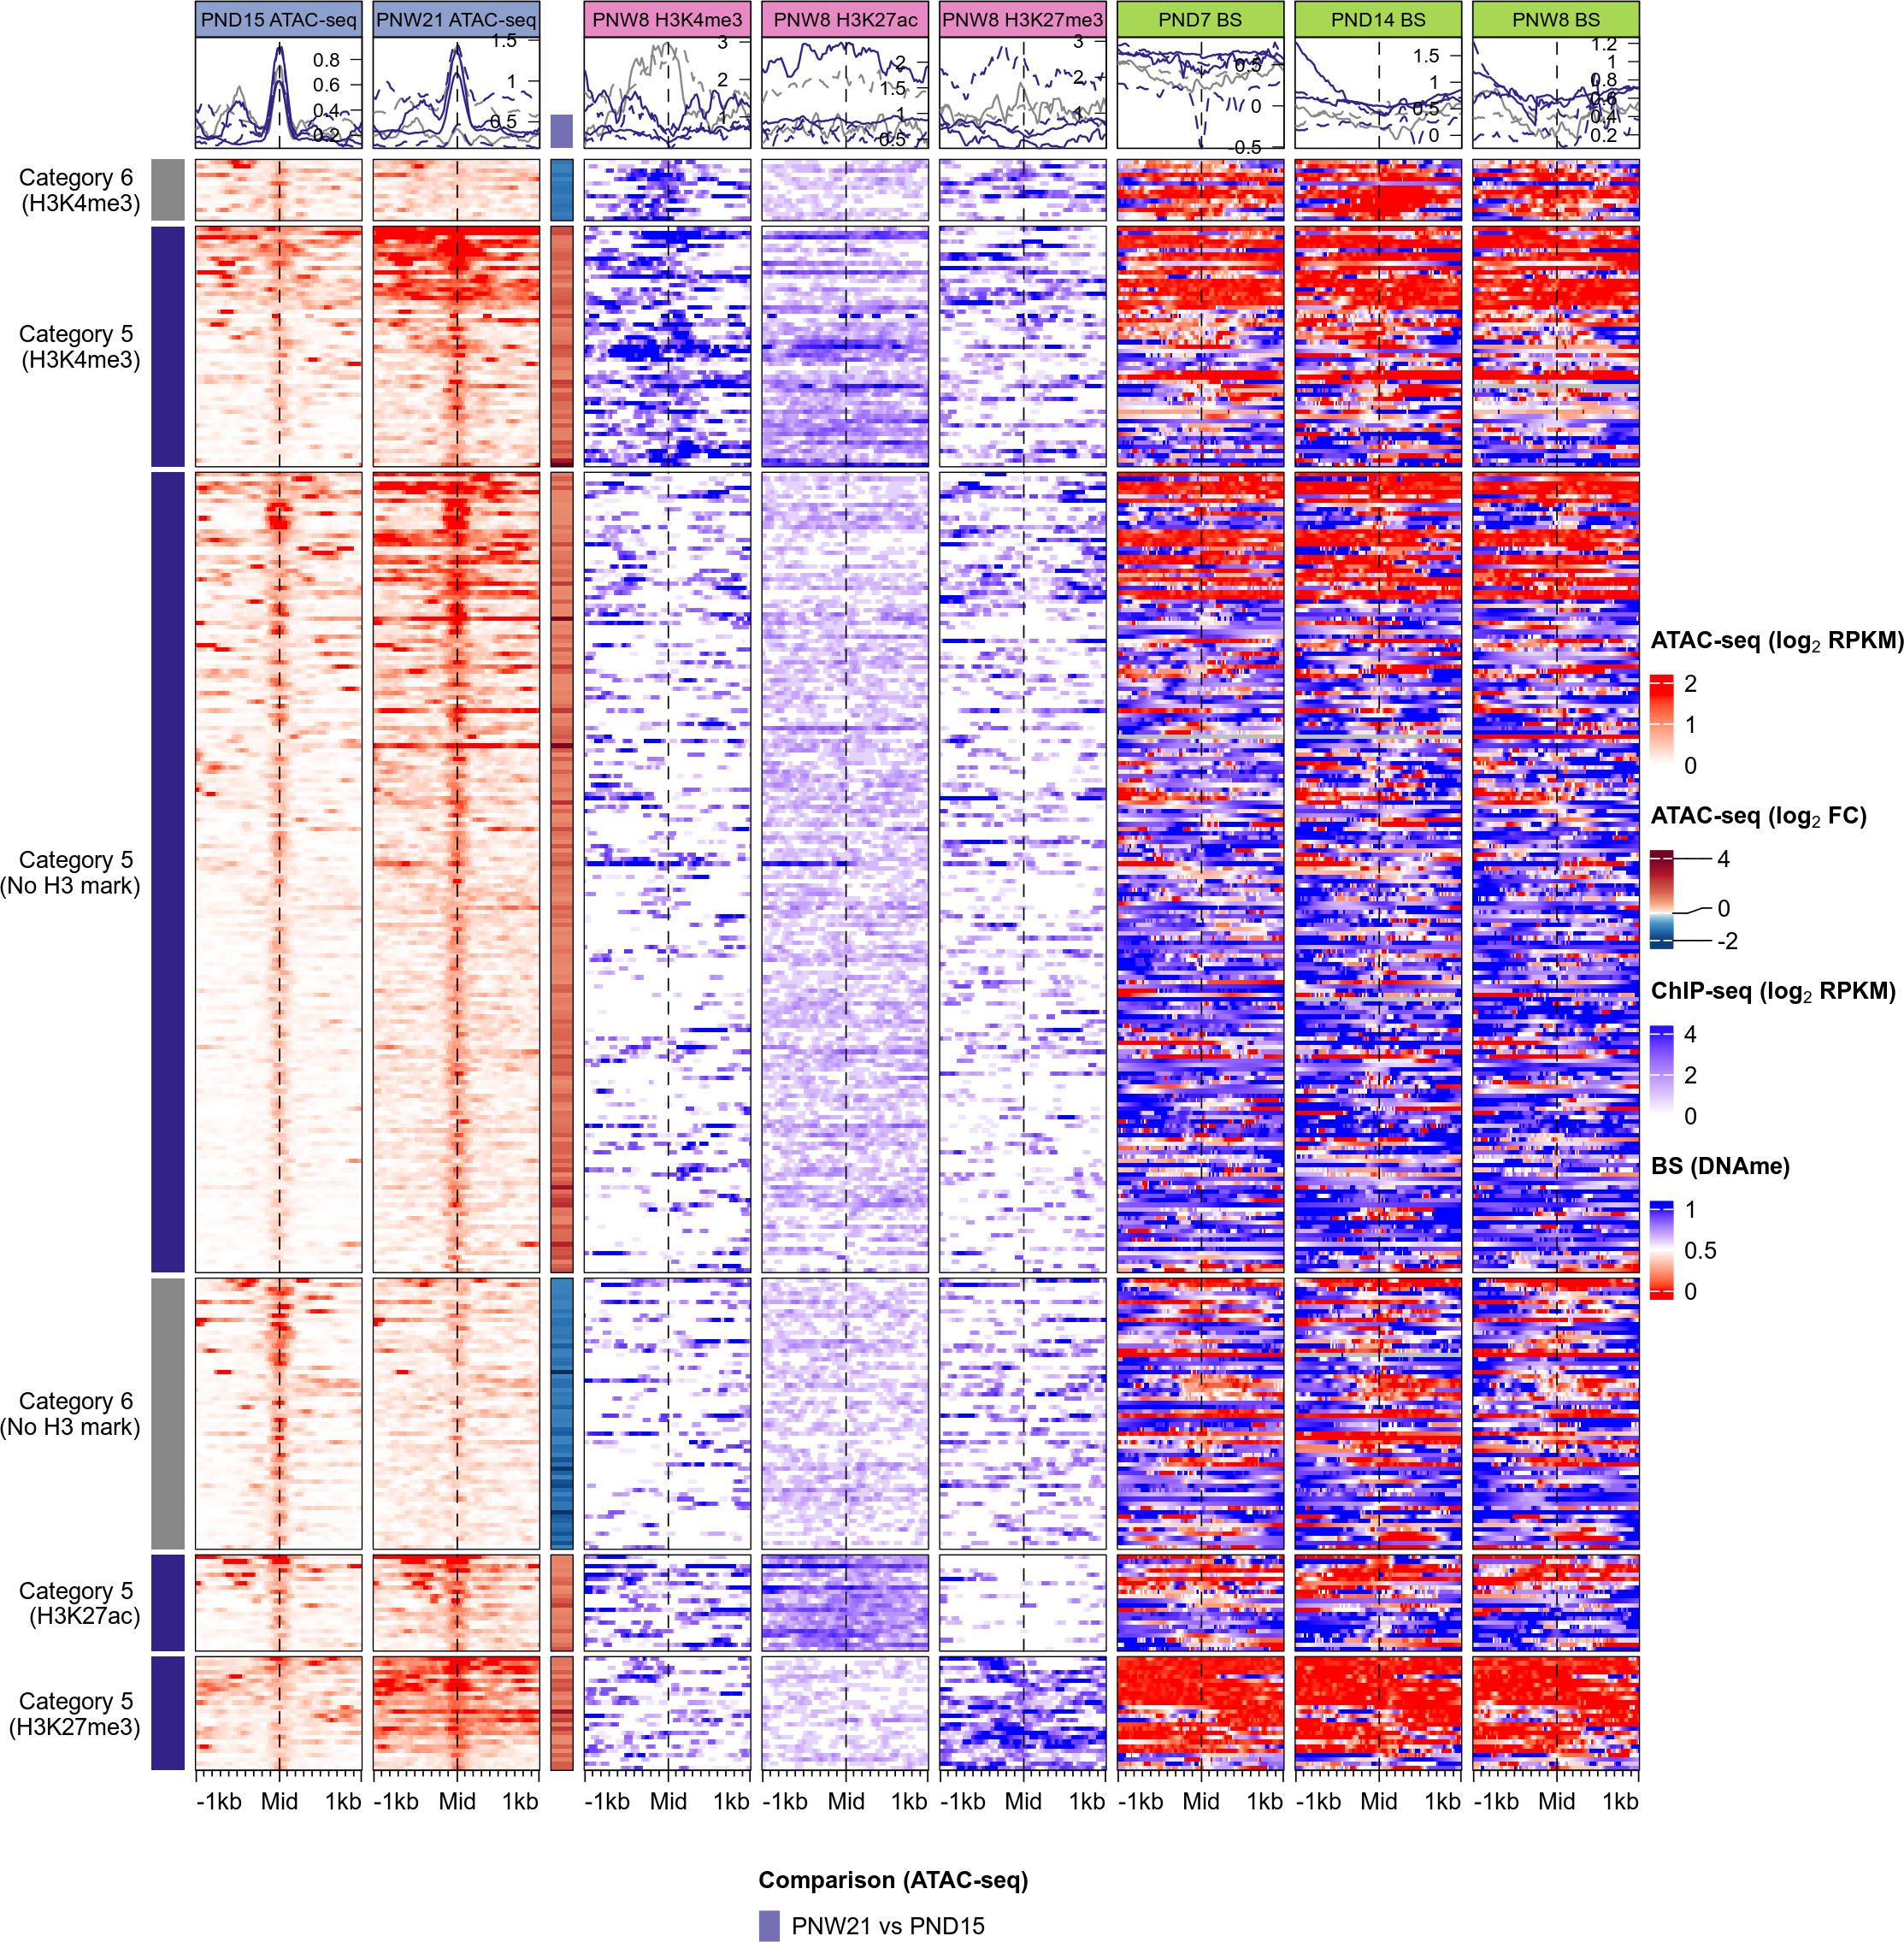 PND15 ATAC-seq
PNW21 ATAC-seq
PNW8 H3K4me3
PNW8 H3K27ac
PNW8 H3K27me3
PND7 BS
PND14 BS
PNW8 BS
0.8
0.6
0.4
0.2
1.5
1
0.5
3
2
1
2
1.5
1
0.5
3
2
1
0.5
0
-0.5
1.5
1
0.5
0
1.2
1
0.8
0.6
0.4
0.2
Category 6
(H3K4me3)
Category 5
(H3K4me3)
Category 5
(No H3 mark)
Category 6
(No H3 mark)
Category 5
(H3K27ac)
Category 5
(H3K27me3)
-1kb Mid 1kb
-1kb Mid 1kb
-1kb Mid 1kb
-1kb Mid 1kb
-1kb Mid 1kb
-1kb Mid 1kb
-1kb Mid 1kb
-1kb Mid 1kb
ATAC-seq (log₂ RPKM)
2
1
0
ATAC-seq (log₂ FC)
4
0
-2
ChIP-seq (log₂ RPKM)
4
2
0
BS (DNAme)
1
0.5
0
Comparison (ATAC-seq)
PNW21 vs PND15